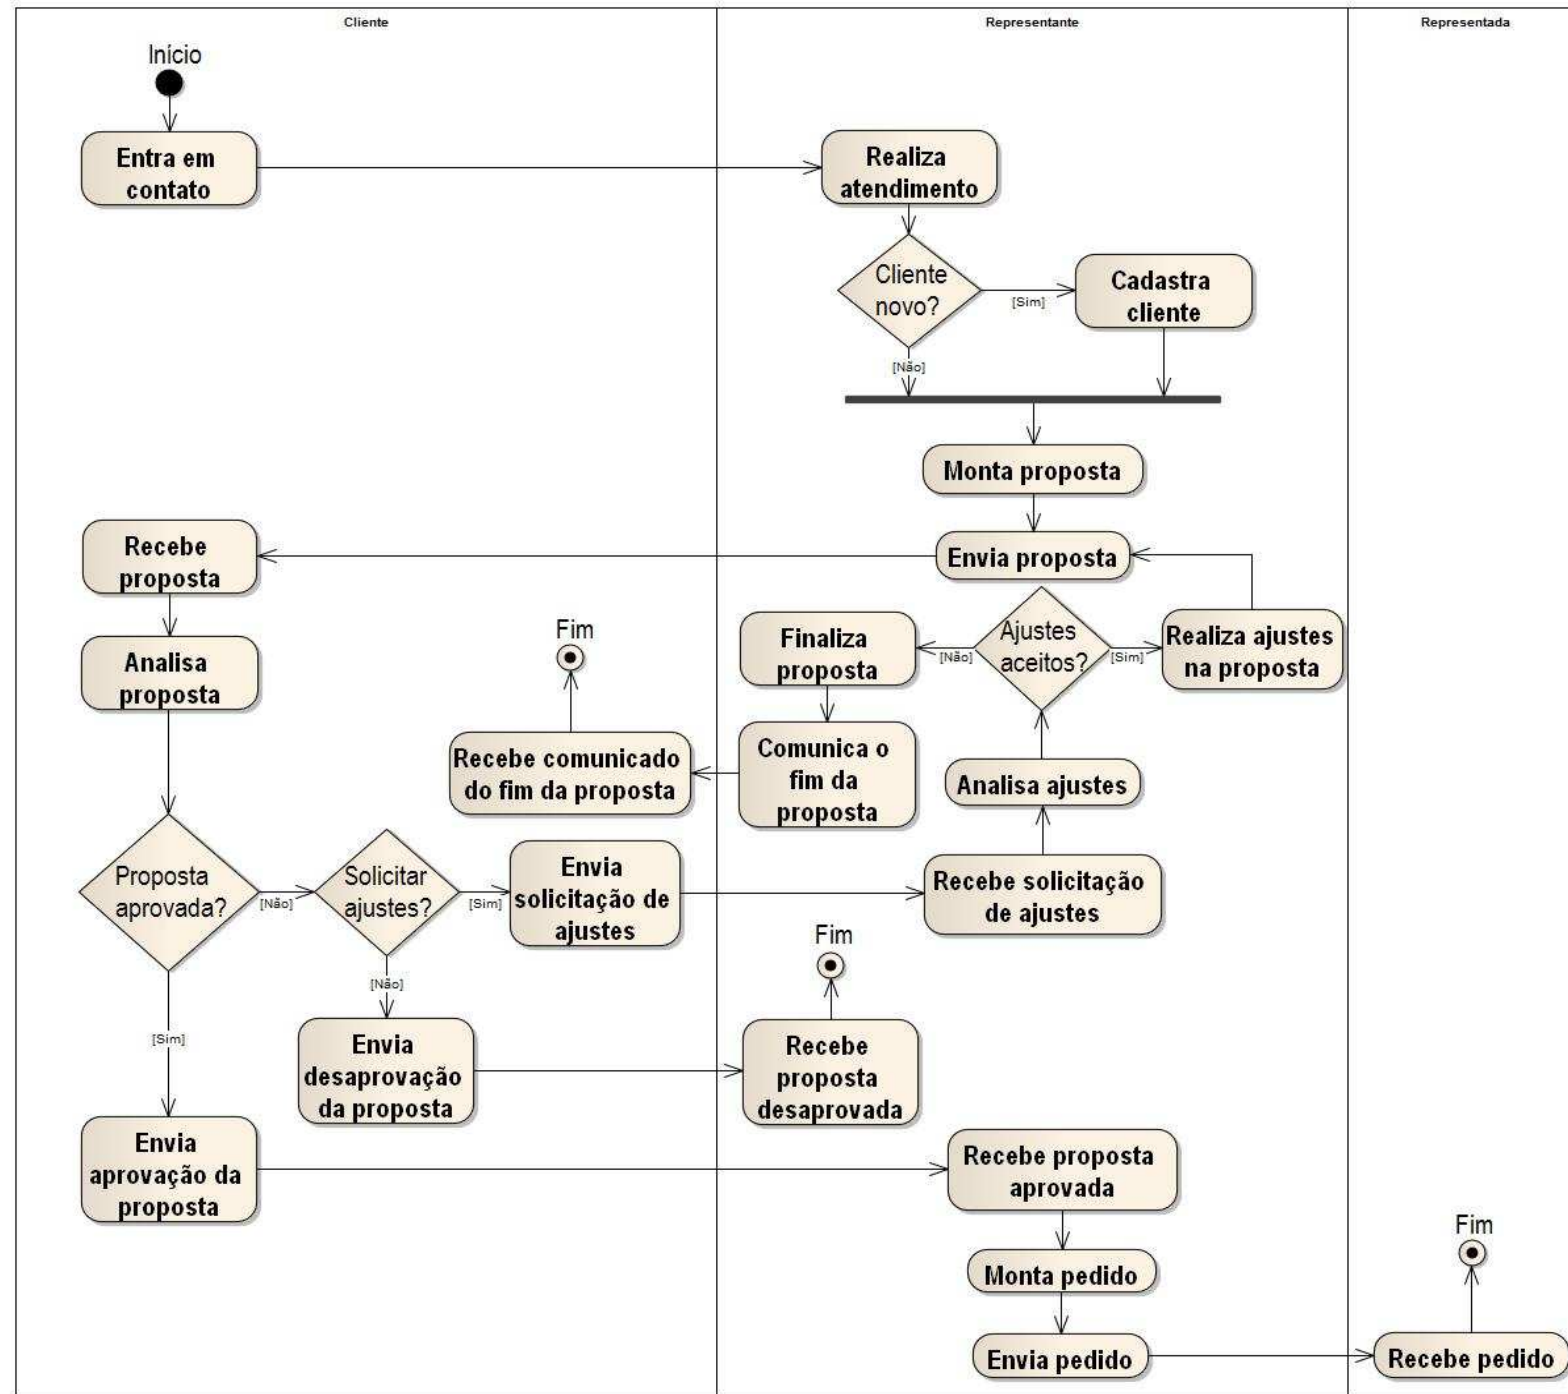 Cliente
Representante
Representada
Início
Entra em
contato
Realiza
atendimento
Cliente
novo?
[Sim]
Cadastra
cliente
[Não]
Monta proposta
Envia proposta
Recebe
proposta
Analisa
proposta
Fim
Finaliza
proposta
[Não]
Ajustes
aceitos?
[Sim]
Realiza ajustes
na proposta
Recebe comunicado
do fim da proposta
Comunica o
fim da
proposta
Analisa ajustes
Proposta
aprovada?
[Não]
Solicitar
ajustes?
[Sim]
Envia
solicitação de
ajustes
Recebe solicitação
de ajustes
Fim
[Não]
[Sim]
Envia
desaprovação
da proposta
Recebe
proposta
desaprovada
Envia
aprovação da
proposta
Recebe proposta
aprovada
Monta pedido
Fim
Envia pedido
Recebe pedido